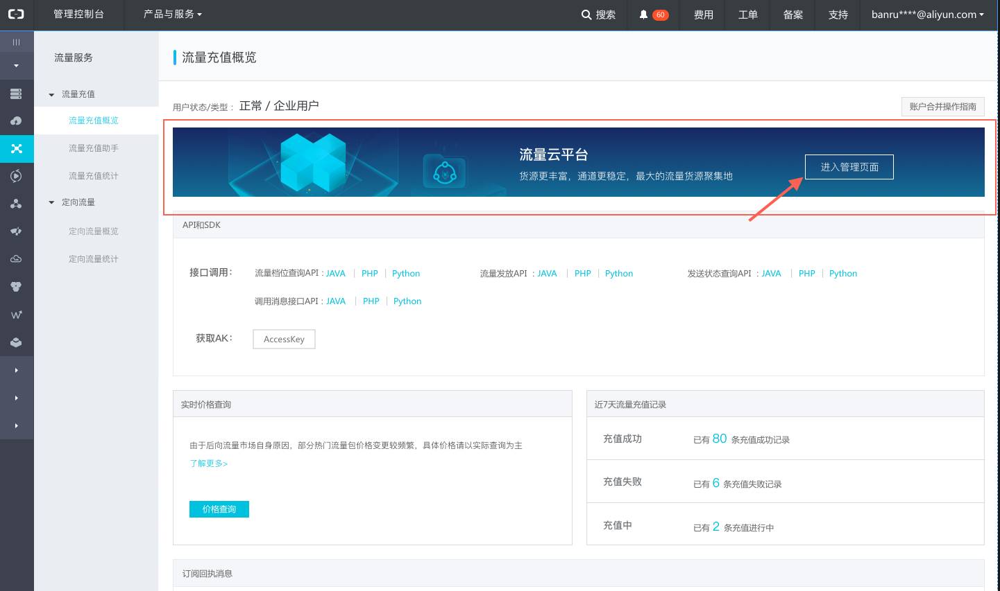 管理控制台 产品与服务 搜索 60 费用 工单 备案 支持 banru****@aliyun.com
流量服务
流量充值
流量充值概览
流量充值助手
流量充值统计
定向流量
定向流量概览
定向流量统计
流量充值概览
用户状态/类型： 正常 / 企业用户 账户合并操作指南
流量云平台
货源更丰富，通道更稳定，最大的流量货源聚集地
进入管理页面
API和SDK
接口调用： 流量档位查询API : JAVA | PHP | Python 流量发放API : JAVA | PHP | Python 发送状态查询API : JAVA | PHP | Python
调用消息接口API : JAVA | PHP | Python
获取AK： AccessKey
实时价格查询
由于后向流量市场自身原因，部分热门流量包价格变更较频繁，具体价格请以实际查询为主
了解更多>
价格查询
近7天流量充值记录
充值成功 已有 80 条充值成功记录
充值失败 已有 6 条充值失败记录
充值中 已有 2 条充值进行中
订阅回执消息